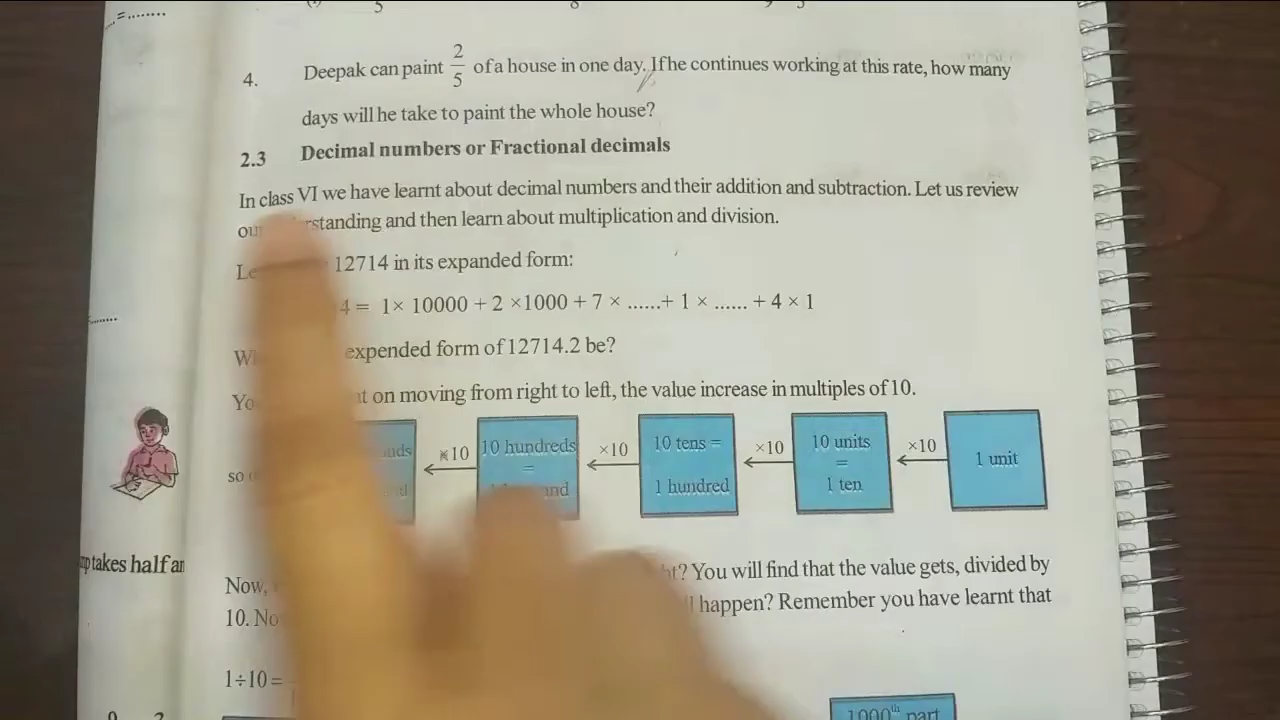 =........
5 8 9 5
4. Deepak can paint 2/5 of a house in one day. If he continues working at this rate, how many
days will he take to paint the whole house?
2.3 Decimal numbers or Fractional decimals
In class VI we have learnt about decimal numbers and their addition and subtraction. Let us review
standing and then learn about multiplication and division.
12714 in its expanded form:
4 = 1× 10000 + 2 ×1000 + 7 × ......+ 1 × ...... + 4 × 1
expended form of 12714.2 be?
on moving from right to left, the value increase in multiples of 10.
×10 10 hundreds = ×10 10 tens = 1 hundred ×10 10 units = 1 ten ×10 1 unit
so
takes half an
Now, You will find that the value gets, divided by
10. happen? Remember you have learnt that
1÷10 =
1000th part